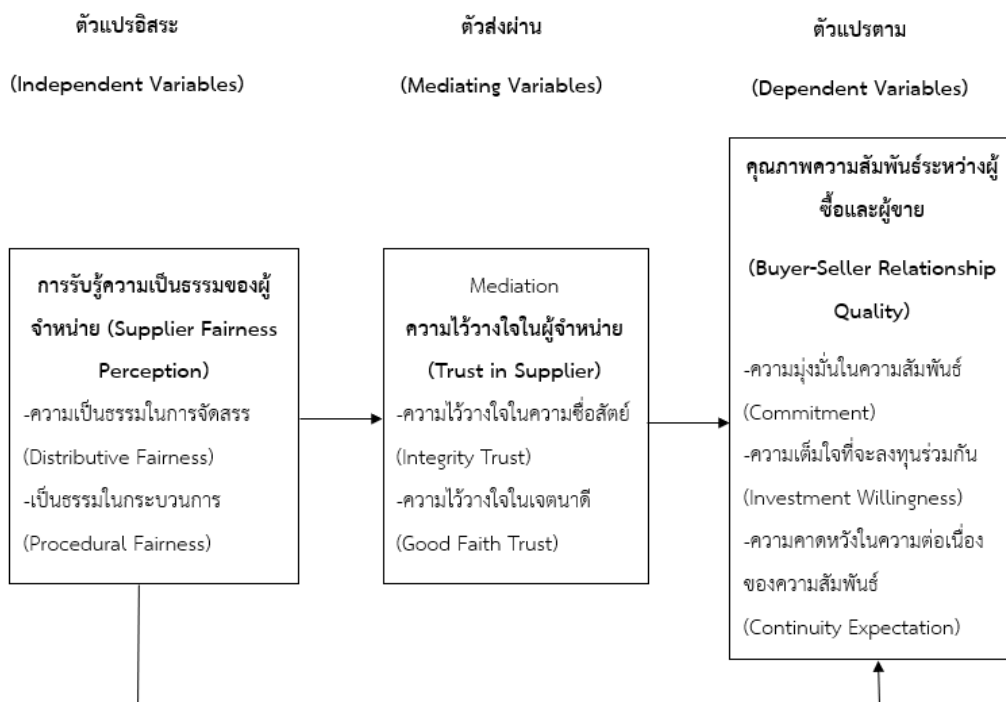 ตัวแปรอิสระ
(Independent Variables)
ตัวส่งผ่าน
(Mediating Variables)
ตัวแปรตาม
(Dependent Variables)
การรับรู้ความเป็นธรรมของผู้
จำหน่าย (Supplier Fairness
Perception)
-ความเป็นธรรมในการจัดสรร
(Distributive Fairness)
-เป็นธรรมในกระบวนการ
(Procedural Fairness)
Mediation
ความไว้วางใจในผู้จำหน่าย
(Trust in Supplier)
-ความไว้วางใจในความซื่อสัตย์
(Integrity Trust)
-ความไว้วางใจในเจตนาดี
(Good Faith Trust)
คุณภาพความสัมพันธ์ระหว่างผู้
ซื้อและผู้ขาย
(Buyer-Seller Relationship
Quality)
-ความมุ่งมั่นในความสัมพันธ์
(Commitment)
-ความเต็มใจที่จะลงทุนร่วมกัน
(Investment Willingness)
-ความคาดหวังในความต่อเนื่อง
ของความสัมพันธ์
(Continuity Expectation)